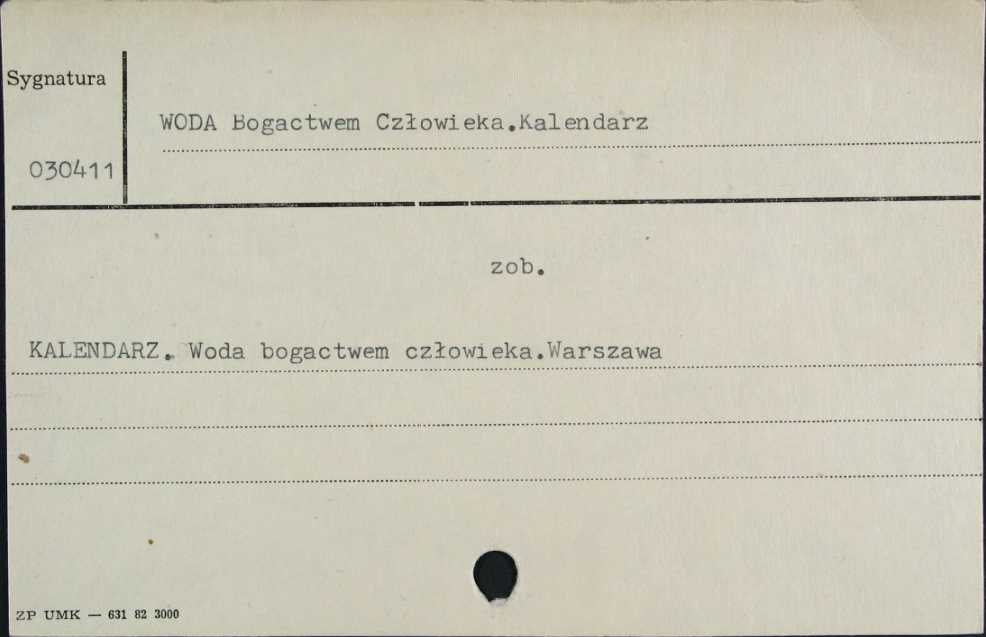 Sygnatura
WODA Bogactwem Człowieka.Kalendarz
030411
zob.
KALENDARZ. Woda bogactwem człowieka.Warszawa
ZP UMK — 631 82 3000